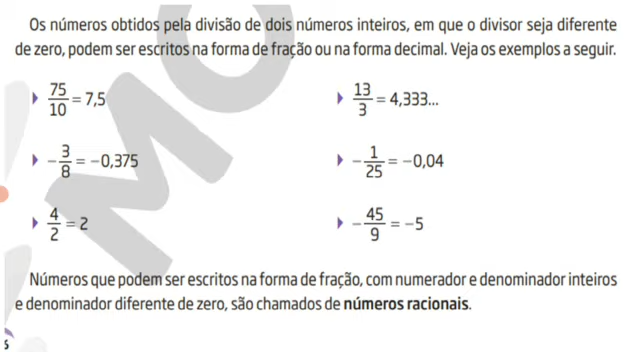 Os números obtidos pela divisão de dois números inteiros, em que o divisor seja diferente
de zero, podem ser escritos na forma de fração ou na forma decimal. Veja os exemplos a seguir.
75/10 = 7,5
13/3 = 4,333...
-3/8 = -0,375
-1/25 = -0,04
4/2 = 2
-45/9 = -5
Números que podem ser escritos na forma de fração, com numerador e denominador inteiros
e denominador diferente de zero, são chamados de números racionais.